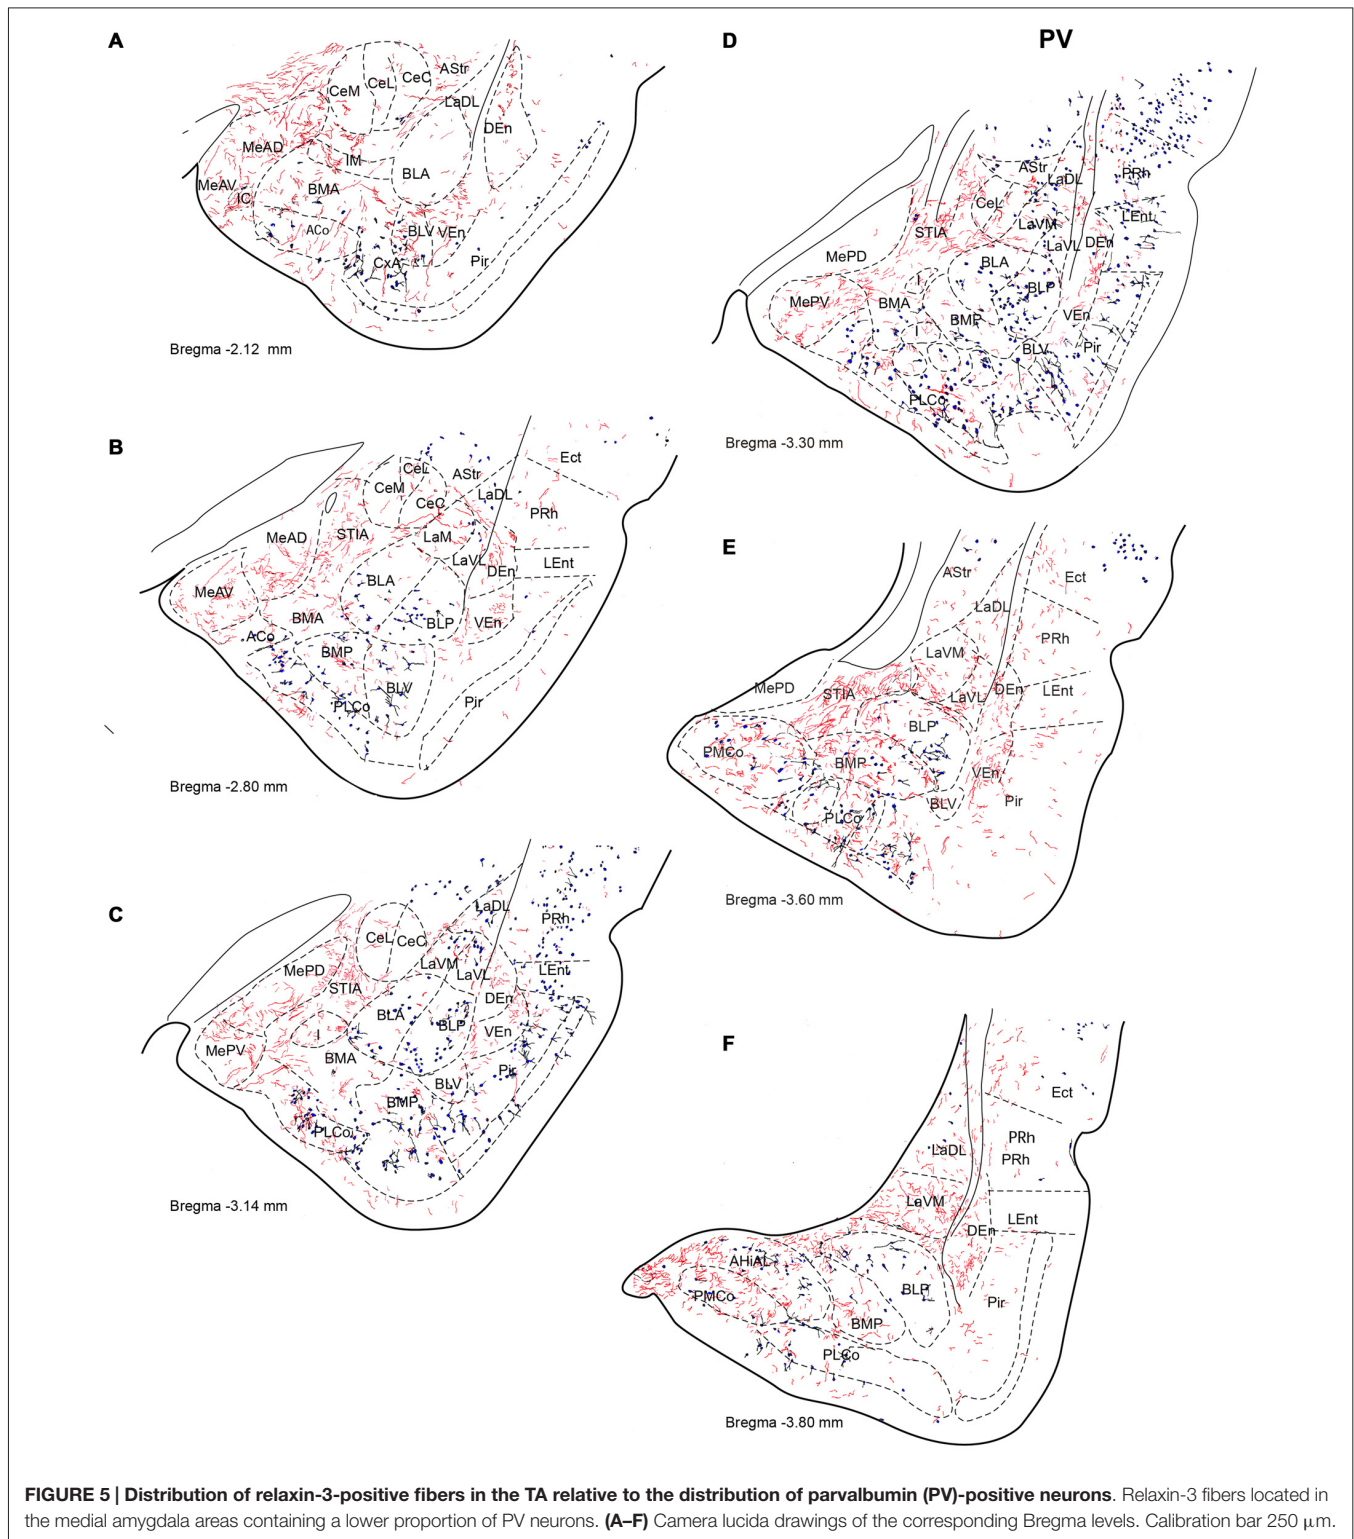 A
CeM
CeL
CeC
AStr
LaDL
DEn
MeAD
IM
BLA
MeAV
IC
BMA
ACo
BLV
VEn
CxA
Pir
Bregma -2.12 mm
B
CeL
CeM
CeC
AStr
LaDL
Ect
PRh
MeAD
STIA
LaM
LaVL
DEn
LEnt
MeAV
BLA
BMA
BLP
VEn
ACo
BMP
BLV
PLCo
Pir
Bregma -2.80 mm
C
LaDL
PRh
CeL
CeC
MePD
LaVM
LaVL
LEnt
STIA
DEn
BLA
BLP
VEn
I
MePV
BMA
Pir
BLV
BMP
PLCo
Bregma -3.14 mm
D
PV
AStr
LaDL
PRh
CeL
LaVM
LEnt
STIA
LaVL
DEn
MePD
BLA
I
BLP
MePV
BMA
BMP
VEn
I
BLV
Pir
PLCo
Bregma -3.30 mm
E
AStr
Ect
LaDL
PRh
LaVM
MePD
STIA
LaVL
DEn
LEnt
BLP
PMCo
BMP
VEn
BLV
Pir
PLCo
Bregma -3.60 mm
F
Ect
PRh
LaDL
PRh
LaVM
LEnt
DEn
AHiAL
BLP
PMCo
Pir
BMP
PLCo
Bregma -3.80 mm
FIGURE 5 | Distribution of relaxin-3-positive fibers in the TA relative to the distribution of parvalbumin (PV)-positive neurons. Relaxin-3 fibers located in
the medial amygdala areas containing a lower proportion of PV neurons. (A–F) Camera lucida drawings of the corresponding Bregma levels. Calibration bar 250 μm.